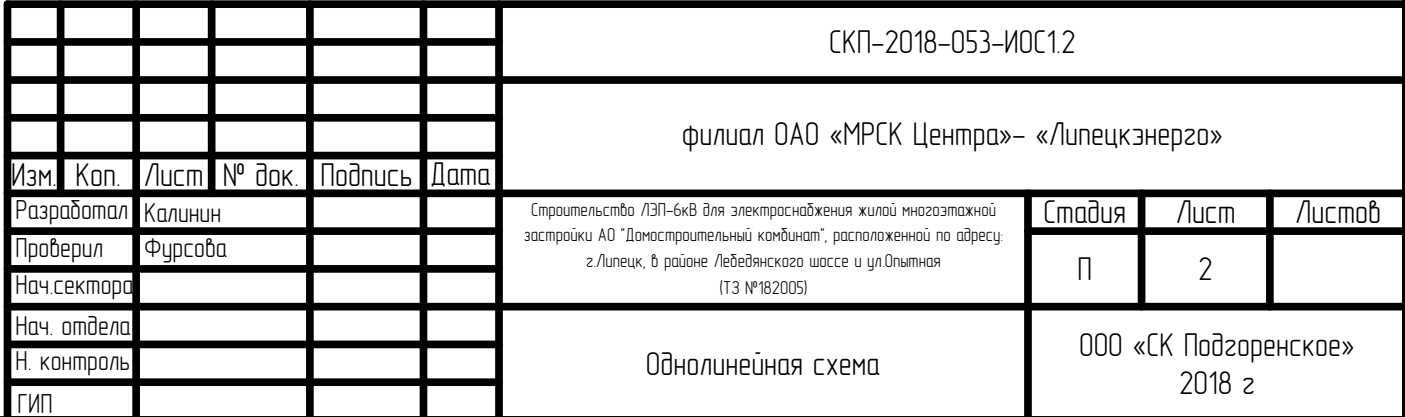 СКП-2018-053-ИОС1.2
филиал ОАО «МРСК Центра»- «Липецкэнерго»
Изм. Кол. Лист № док. Подпись Дата
Разработал Калинин
Проверил Фурсова
Нач.сектора
Нач. отдела
Н. контроль
ГИП
Строительство ЛЭП-6кВ для электроснабжения жилой многоэтажной
застройки АО "Домостроительный комбинат", расположенной по адресу:
г.Липецк, в районе Лебедянского шоссе и ул.Опытная
(ТЗ №182005)
Стадия Лист Листов
П 2
Однолинейная схема
ООО «СК Подгоренское»
2018 г